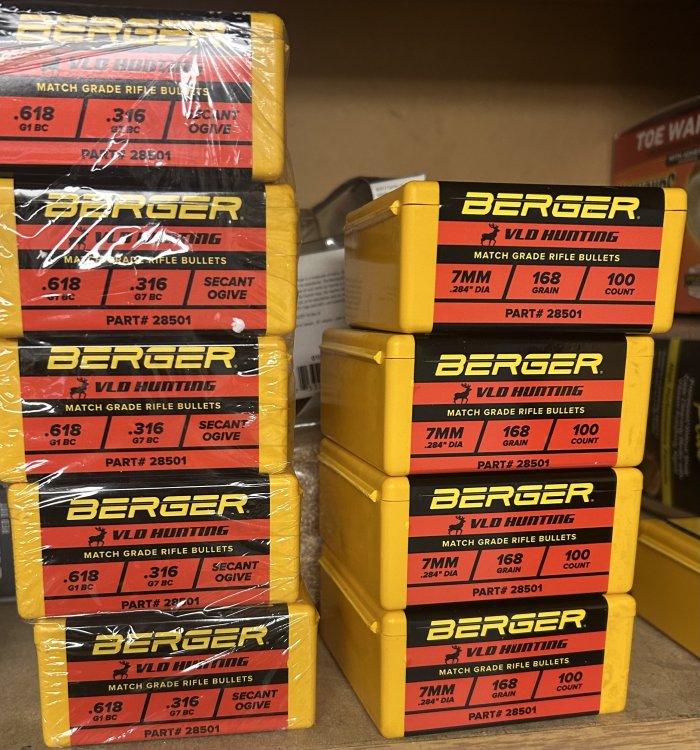 BERGER
VLD HUNTING
MATCH GRADE RIFLE BULLETS
.618 .316 SECANT
G1 BC G7 BC OGIVE
PART# 28501
BERGER
VLD HUNTING
MATCH GRADE RIFLE BULLETS
.618 .316 SECANT
G1 BC G7 BC OGIVE
PART# 28501
BERGER
VLD HUNTING
MATCH GRADE RIFLE BULLETS
.618 .316 SECANT
G1 BC G7 BC OGIVE
PART# 28501
BERGER
VLD HUNTING
MATCH GRADE RIFLE BULLETS
.618 .316 SECANT
G1 BC G7 BC OGIVE
PART# 28501
BERGER
VLD HUNTING
MATCH GRADE RIFLE BULLETS
.618 .316 SECANT
G1 BC G7 BC OGIVE
PART# 28501
BERGER
VLD HUNTING
MATCH GRADE RIFLE BULLETS
7MM 168 100
.284" DIA GRAIN COUNT
PART# 28501
BERGER
VLD HUNTING
MATCH GRADE RIFLE BULLETS
7MM 168 100
.284" DIA GRAIN COUNT
PART# 28501
BERGER
VLD HUNTING
MATCH GRADE RIFLE BULLETS
7MM 168 100
.284" DIA GRAIN COUNT
PART# 28501
BERGER
VLD HUNTING
MATCH GRADE RIFLE BULLETS
7MM 168 100
.284" DIA GRAIN COUNT
PART# 28501
TOE WA